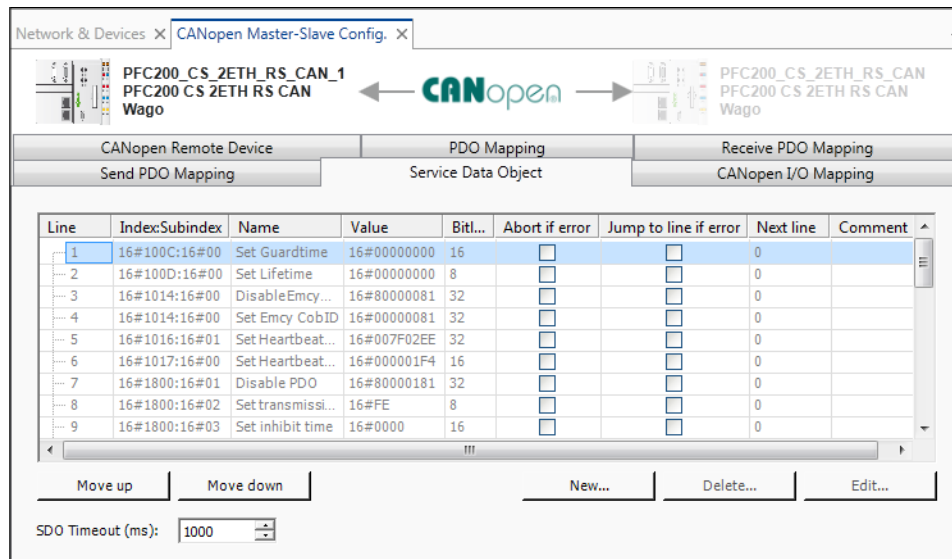 Network & Devices X CANopen Master-Slave Config. X
PFC200_CS_2ETH_RS_CAN_1
PFC200 CS 2ETH RS CAN
Wago
CANopen
PFC200_CS_2ETH_RS_CAN
PFC200 CS 2ETH RS CAN
Wago
CANopen Remote Device PDO Mapping Receive PDO Mapping
Send PDO Mapping Service Data Object CANopen I/O Mapping
Line Index:Subindex Name Value Bitl... Abort if error Jump to line if error Next line Comment
1 16#100C:16#00 Set Guardtime 16#00000000 16 0
2 16#100D:16#00 Set Lifetime 16#00000000 8 0
3 16#1014:16#00 Disable Emcy... 16#80000081 32 0
4 16#1014:16#00 Set Emcy CobID 16#00000081 32 0
5 16#1016:16#01 Set Heartbeat... 16#007F02EE 32 0
6 16#1017:16#00 Set Heartbeat... 16#000001F4 16 0
7 16#1800:16#01 Disable PDO 16#80000181 32 0
8 16#1800:16#02 Set transmissi... 16#FE 8 0
9 16#1800:16#03 Set inhibit time 16#0000 16 0
Move up Move down New... Delete... Edit...
SDO Timeout (ms): 1000